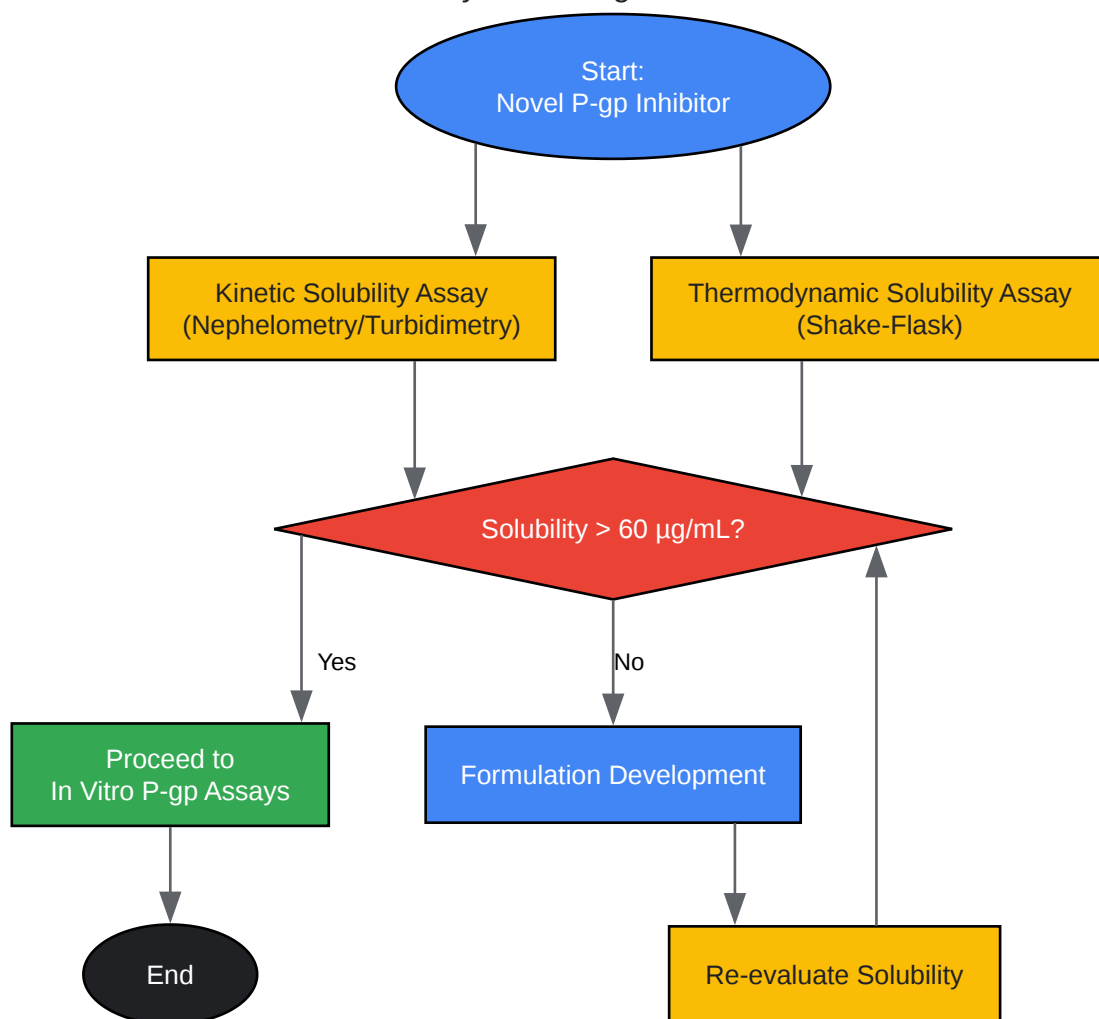 Start:
Novel P-gp Inhibitor
Kinetic Solubility Assay
(Nephelometry/Turbidimetry)
Thermodynamic Solubility Assay
(Shake-Flask)
Solubility > 60 µg/mL?
Yes
No
Proceed to
In Vitro P-gp Assays
Formulation Development
End
Re-evaluate Solubility